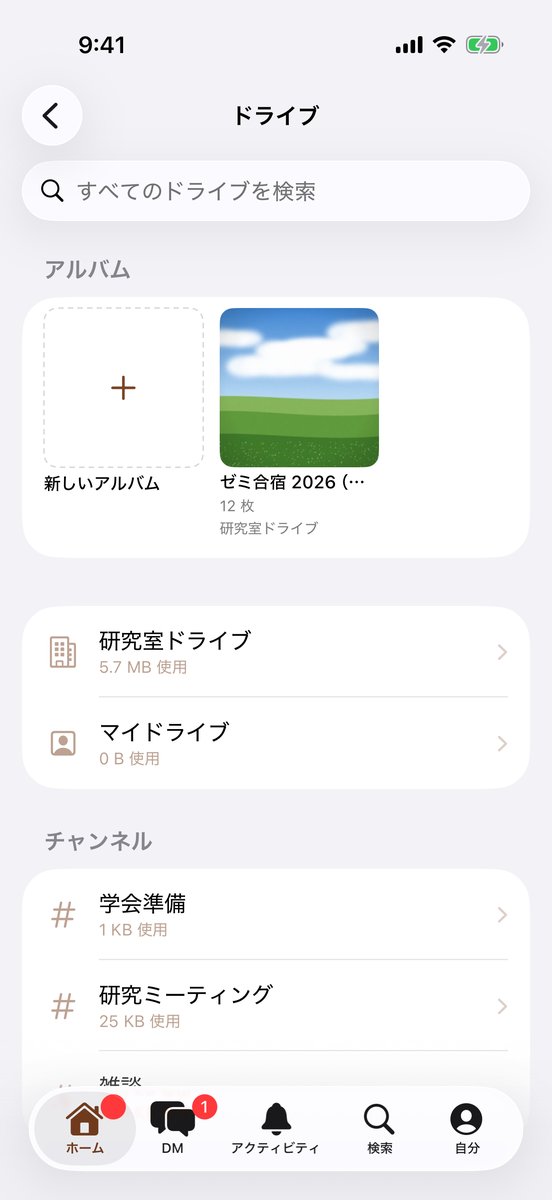 9:41
ドライブ
すべてのドライブを検索
アルバム
新しいアルバム
ゼミ合宿 2026 (…
12 枚
研究室ドライブ
研究室ドライブ
5.7 MB 使用
マイドライブ
0 B 使用
チャンネル
# 学会準備
1 KB 使用
# 研究ミーティング
25 KB 使用
# 雑談
1
ホーム
DM
アクティビティ
検索
自分